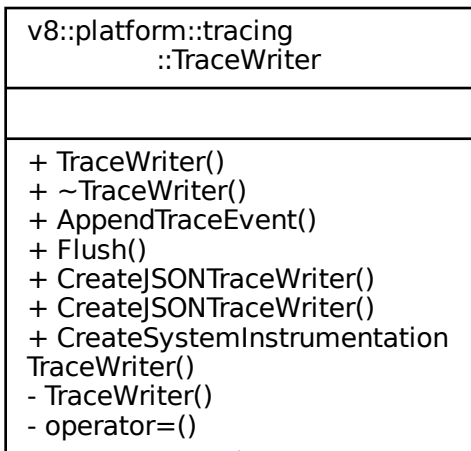 v8::platform::tracing
::TraceWriter
+ TraceWriter()
+ ~TraceWriter()
+ AppendTraceEvent()
+ Flush()
+ CreateJSONTraceWriter()
+ CreateJSONTraceWriter()
+ CreateSystemInstrumentation
TraceWriter()
- TraceWriter()
- operator=()